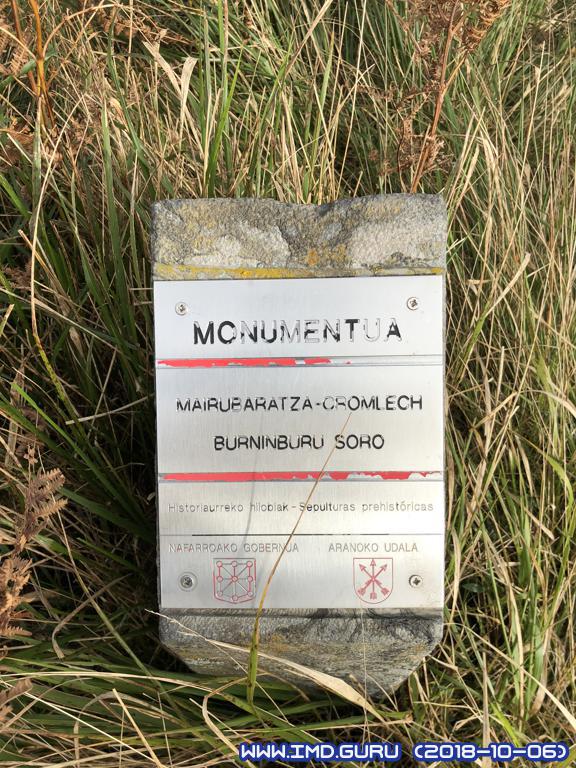 MONUMENTUA
MAIRUBARATZA-CROMLECH
BURNINBURU SORO
Historiaurreko hilobiak - Sepulturas prehistóricas
NAFARROAKO GOBERNUA ARANOKO UDALA
WWW.IMD.GURU (2018-10-06)